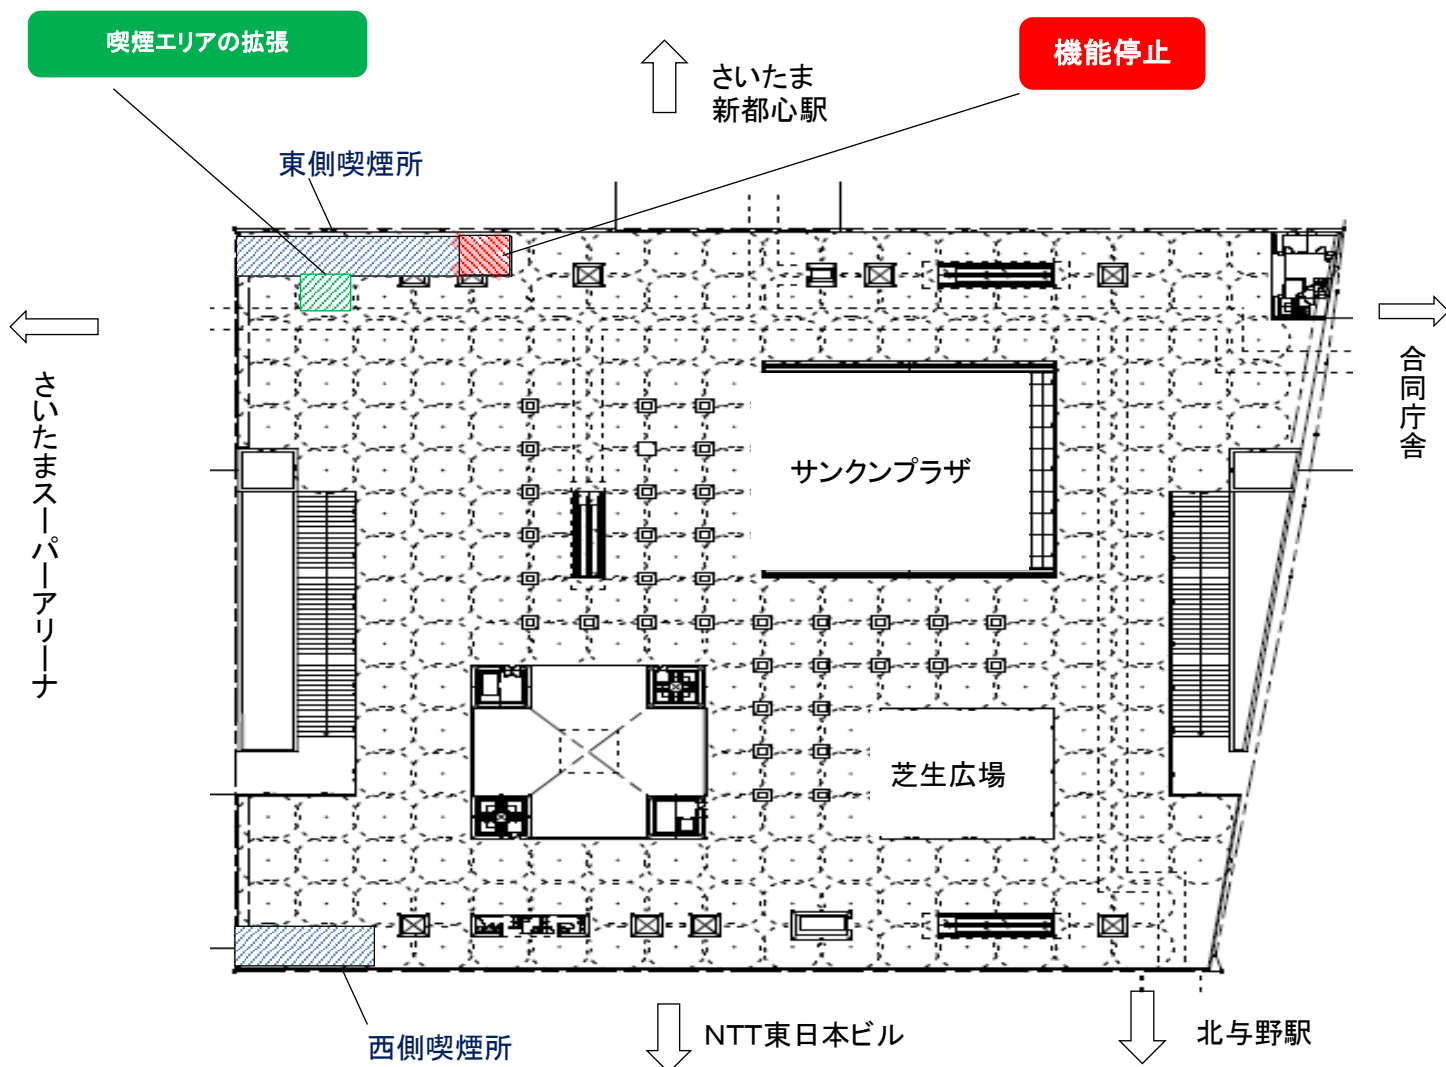 喫煙エリアの拡張
機能停止
さいたま
新都心駅
東側喫煙所
さいたまスーパーアリーナ
合同庁舎
サンクンプラザ
芝生広場
西側喫煙所
NTT東日本ビル
北与野駅